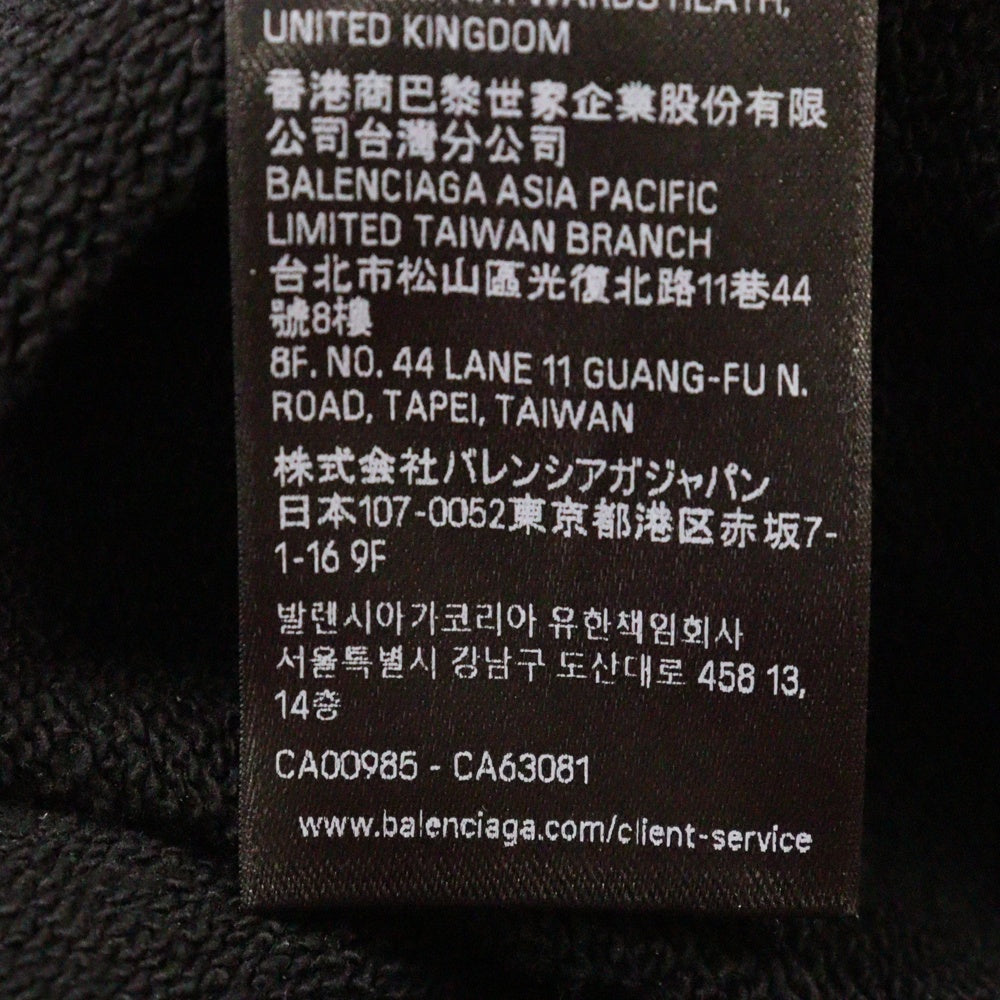 WARDS HEATH,
UNITED KINGDOM
香港商巴黎世家企業股份有限
公司台灣分公司
BALENCIAGA ASIA PACIFIC
LIMITED TAIWAN BRANCH
台北市松山區光復北路11巷44
號8樓
8F. NO. 44 LANE 11 GUANG-FU N.
ROAD, TAPEI, TAIWAN
株式会社バレンシアガジャパン
日本107-0052東京都港区赤坂7-
1-16 9F
발렌시아가코리아 유한책임회사
서울특별시 강남구 도산대로 458 13,
14층
CA00985 - CA63081
www.balenciaga.com/client-service